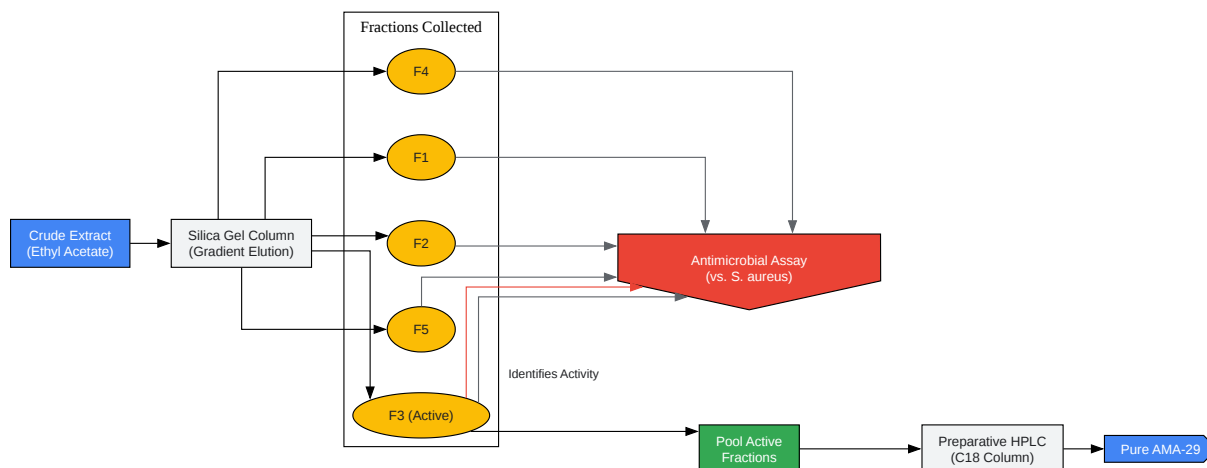 Fractions Collected
F4
F1
Crude Extract
(Ethyl Acetate)
Silica Gel Column
(Gradient Elution)
F2
Antimicrobial Assay
(vs. S. aureus)
F5
Identifies Activity
F3 (Active)
Pool Active
Fractions
Preparative HPLC
(C18 Column)
Pure AMA-29